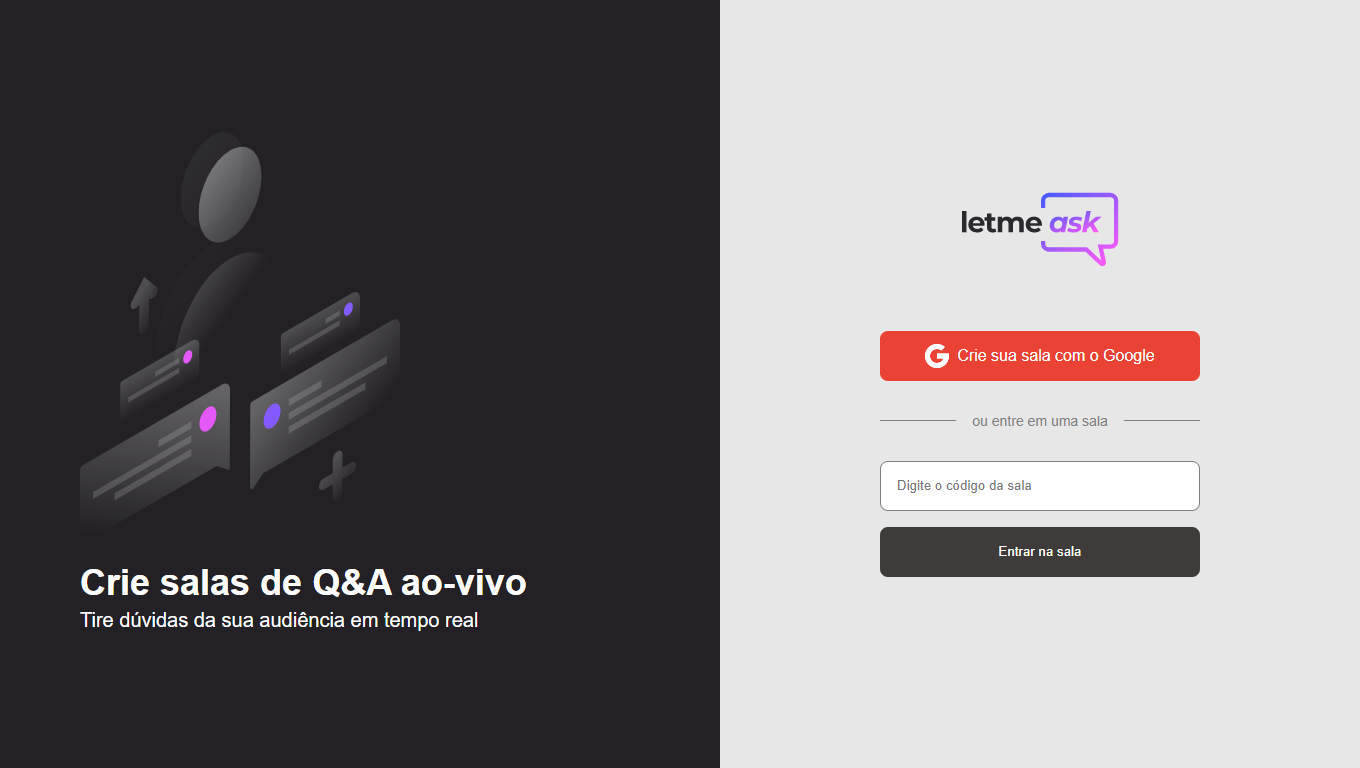 Crie salas de Q&A ao-vivo
Tire dúvidas da sua audiência em tempo real
letme ask
Crie sua sala com o Google
ou entre em uma sala
Digite o código da sala
Entrar na sala